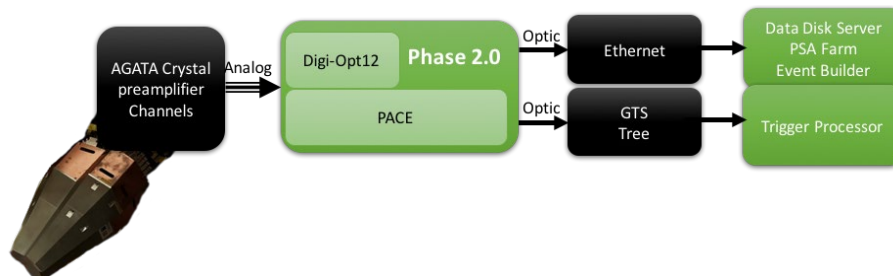 AGATA Crystal
preamplifier
Channels
Analog
Digi-Opt12
Phase 2.0
PACE
Optic
Ethernet
Data Disk Server
PSA Farm
Event Builder
Optic
GTS
Tree
Trigger Processor